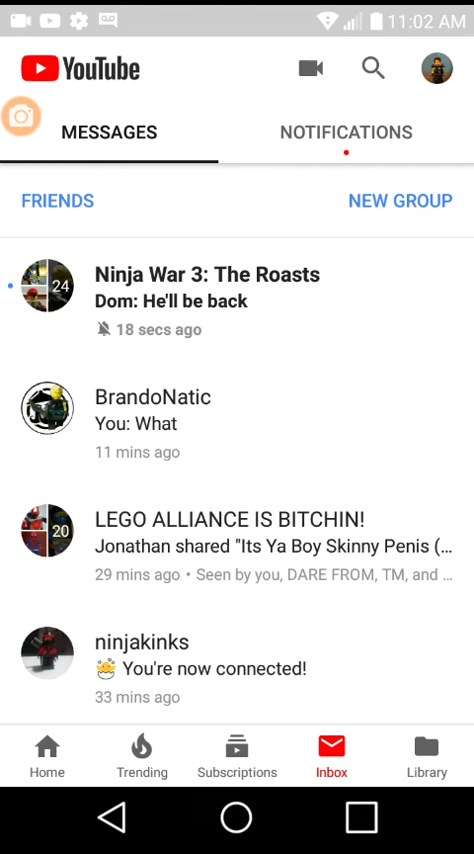 11:02 AM
YouTube
MESSAGES
NOTIFICATIONS
FRIENDS
NEW GROUP
24
Ninja War 3: The Roasts
Dom: He'll be back
18 secs ago
BrandoNatic
You: What
11 mins ago
20
LEGO ALLIANCE IS BITCHIN!
Jonathan shared "Its Ya Boy Skinny Penis (...
29 mins ago • Seen by you, DARE FROM, TM, and ...
ninjakinks
🐣 You're now connected!
33 mins ago
Home
Trending
Subscriptions
Inbox
Library